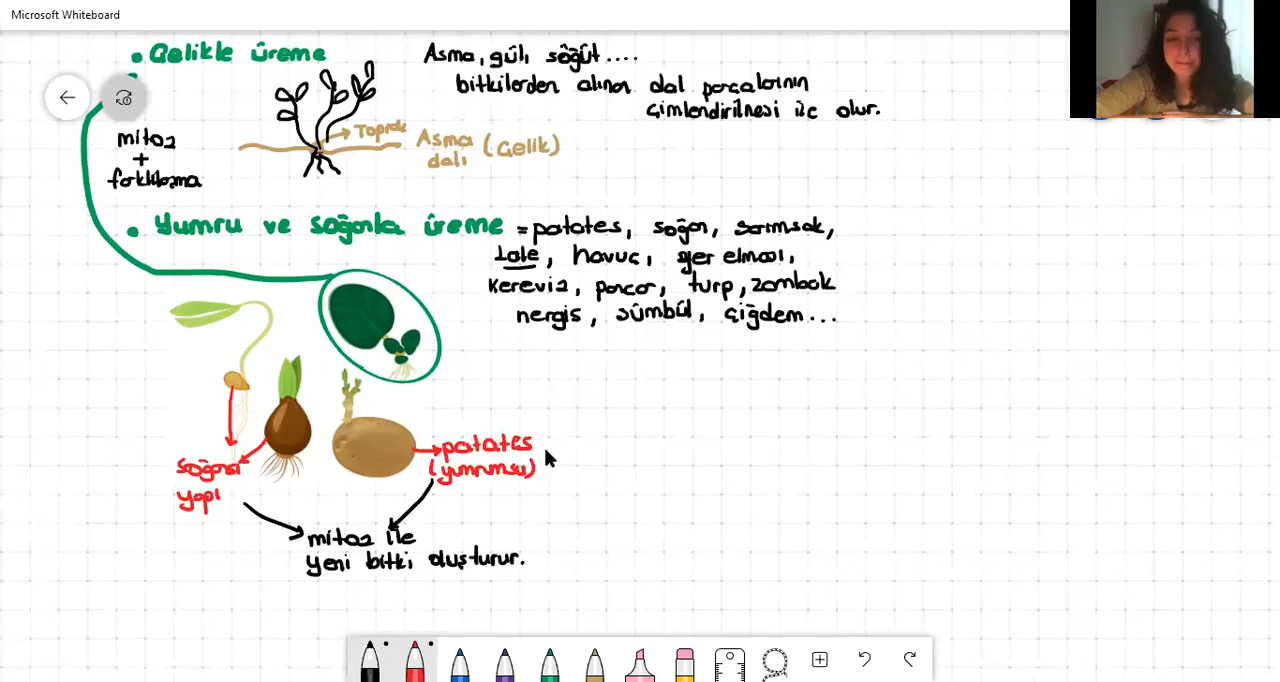 Microsoft Whiteboard
• Çelikle üreme
Asma, gül, söğüt....
bitkilerden alınan dal parçalarının
çimlendirilmesi ile olur.
Toprak
Asma (Çelik)
dalı
mitoz
+
farklılaşma
• Yumru ve soğanla üreme = patates, soğan, sarımsak,
Lale, havuc, yer elması,
kereviz, pancar, turp, zambak
nergis, sümbül, çiğdem...
patates
(yumrumsu)
soğansı
yapı
mitoz ile
yeni bitki oluşturur.